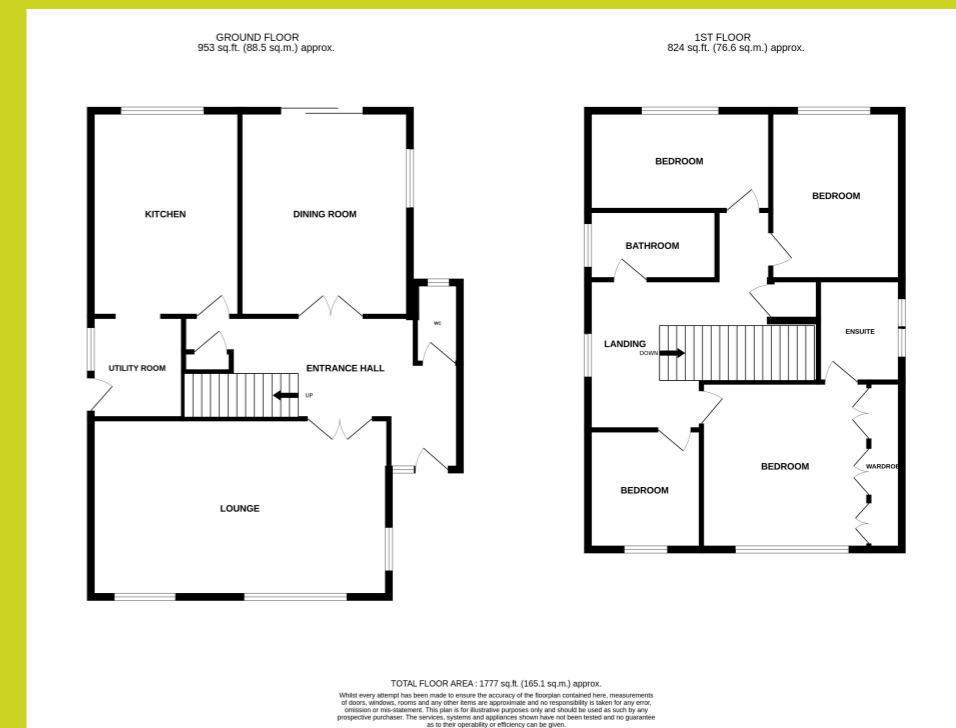 GROUND FLOOR
953 sq.ft. (88.5 sq.m.) approx.
1ST FLOOR
824 sq.ft. (76.6 sq.m.) approx.
KITCHEN
DINING ROOM
WC
UTILITY ROOM
ENTRANCE HALL
UP
LOUNGE
BEDROOM
BEDROOM
BATHROOM
ENSUITE
LANDING
DOWN
BEDROOM
WARDROB
BEDROOM
TOTAL FLOOR AREA : 1777 sq.ft. (165.1 sq.m.) approx.
Whilst every attempt has been made to ensure the accuracy of the floorplan contained here, measurements
of doors, windows, rooms and any other items are approximate and no responsibility is taken for any error,
omission or mis-statement. This plan is for illustrative purposes only and should be used as such by any
prospective purchaser. The services, systems and appliances shown have not been tested and no guarantee
as to their operability or efficiency can be given.